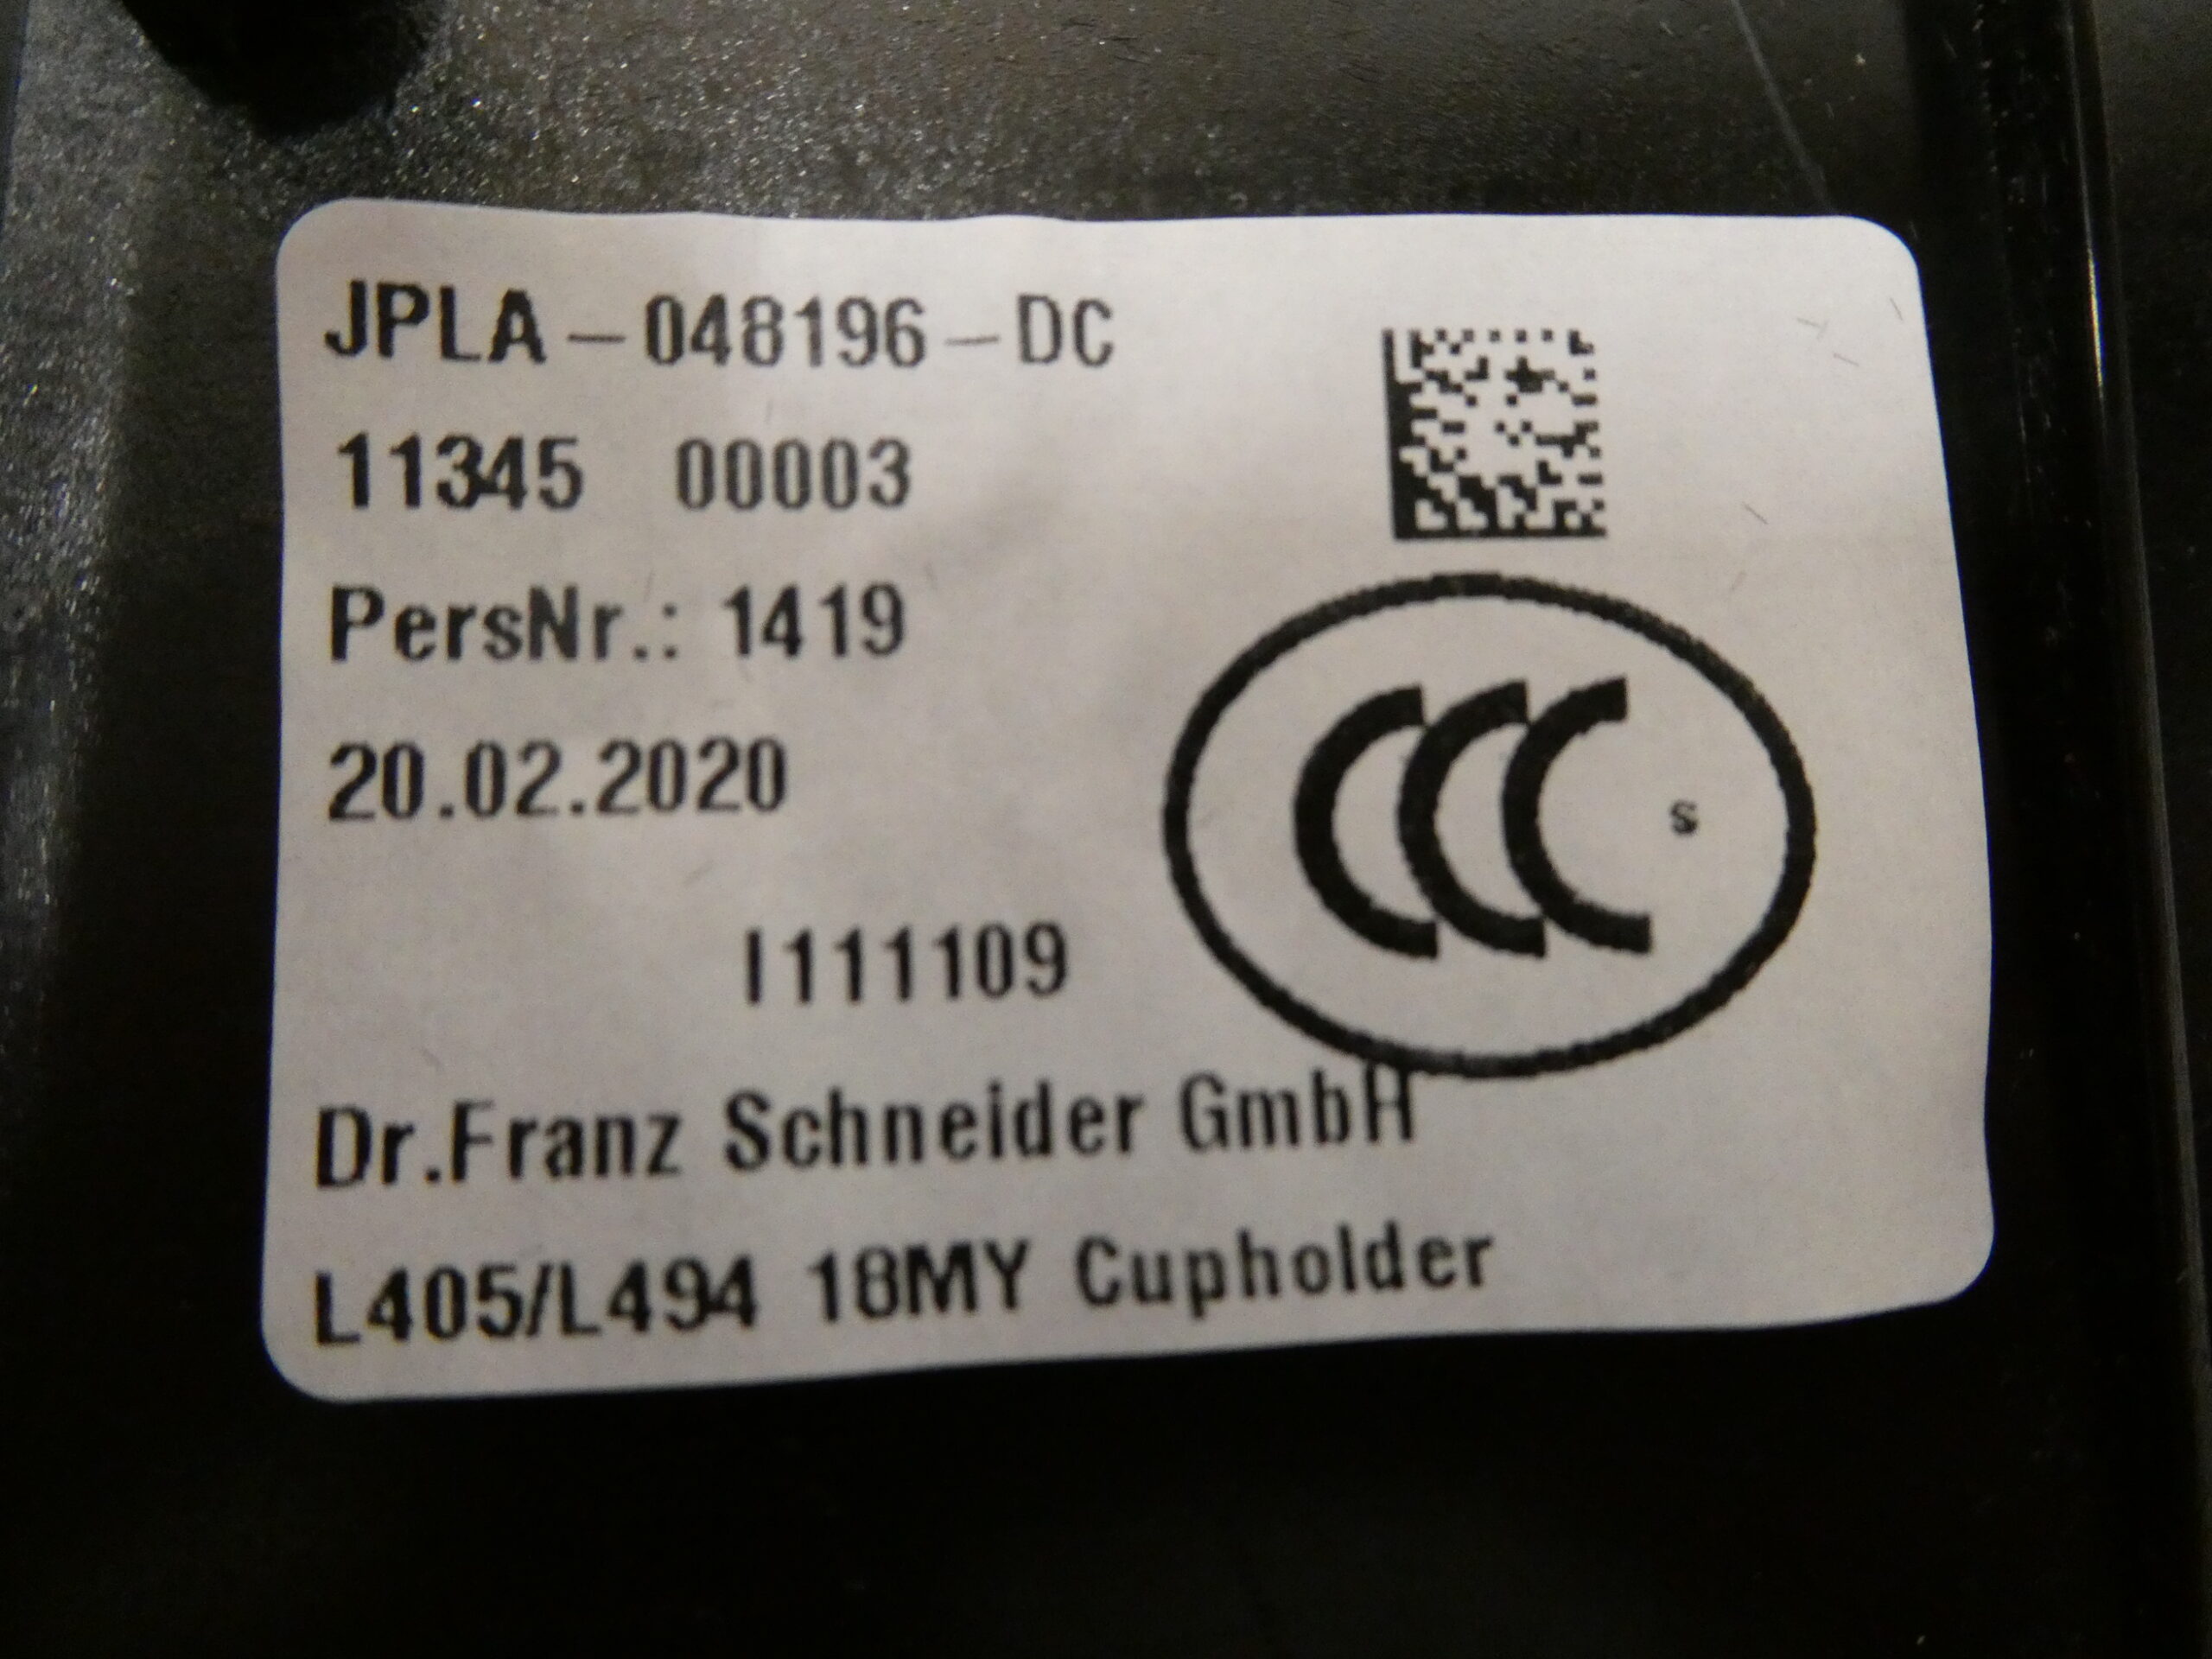 JPLA-048196-DC
11345 00003
PersNr.: 1419
20.02.2020
CCC S
I111109
Dr.Franz Schneider GmbH
L405/L494 18MY Cupholder